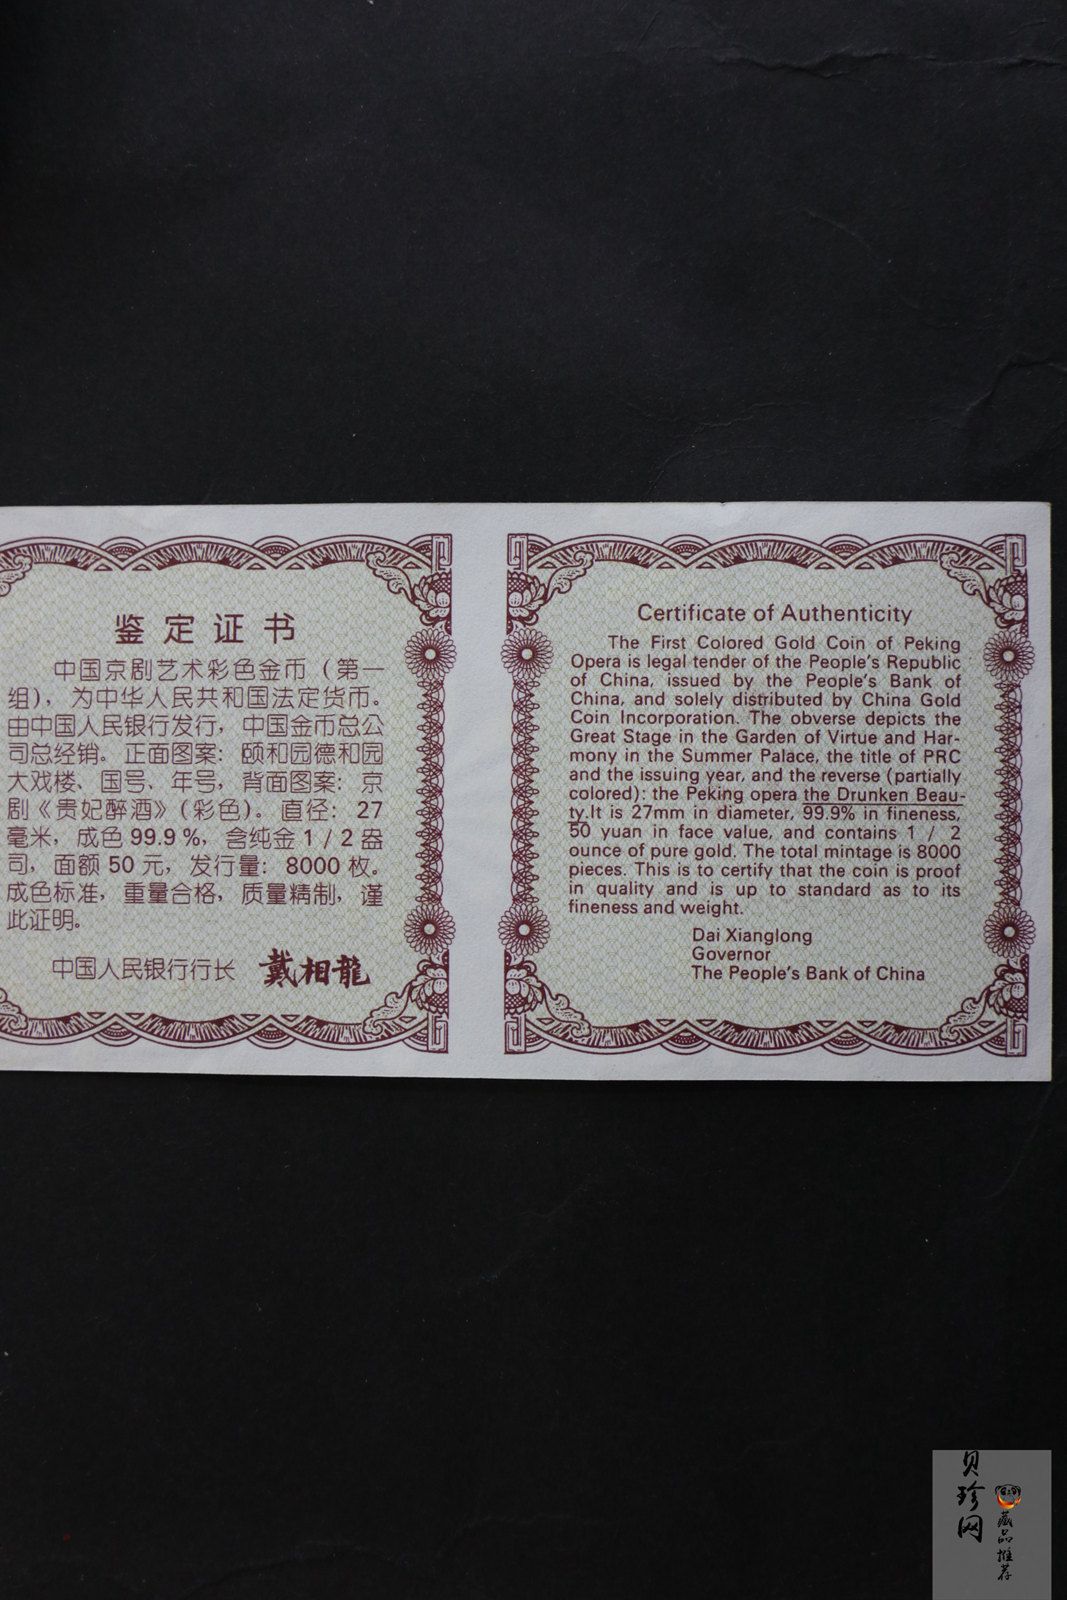 鉴定证书
中国京剧艺术彩色金币（第一
组），为中华人民共和国法定货币。
由中国人民银行发行，中国金币总公
司总经销。正面图案：颐和园德和园
大戏楼、国号、年号，背面图案：京
剧《贵妃醉酒》（彩色）。直径：27
毫米，成色99.9%，含纯金1/2盎
司，面额50元，发行量：8000枚。
成色标准，重量合格，质量精制，谨
此证明。
中国人民银行行长 戴相龍
Certificate of Authenticity
The First Colored Gold Coin of Peking
Opera is legal tender of the People's Republic
of China, issued by the People's Bank of
China, and solely distributed by China Gold
Coin Incorporation. The obverse depicts the
Great Stage in the Garden of Virtue and Har-
mony in the Summer Palace, the title of PRC
and the issuing year, and the reverse (partially
colored): the Peking opera the Drunken Beau-
ty.It is 27mm in diameter, 99.9% in fineness,
50 yuan in face value, and contains 1 / 2
ounce of pure gold. The total mintage is 8000
pieces. This is to certify that the coin is proof
in quality and is up to standard as to its
fineness and weight.
Dai Xianglong
Governor
The People's Bank of China
贝珍网
藏品推荐